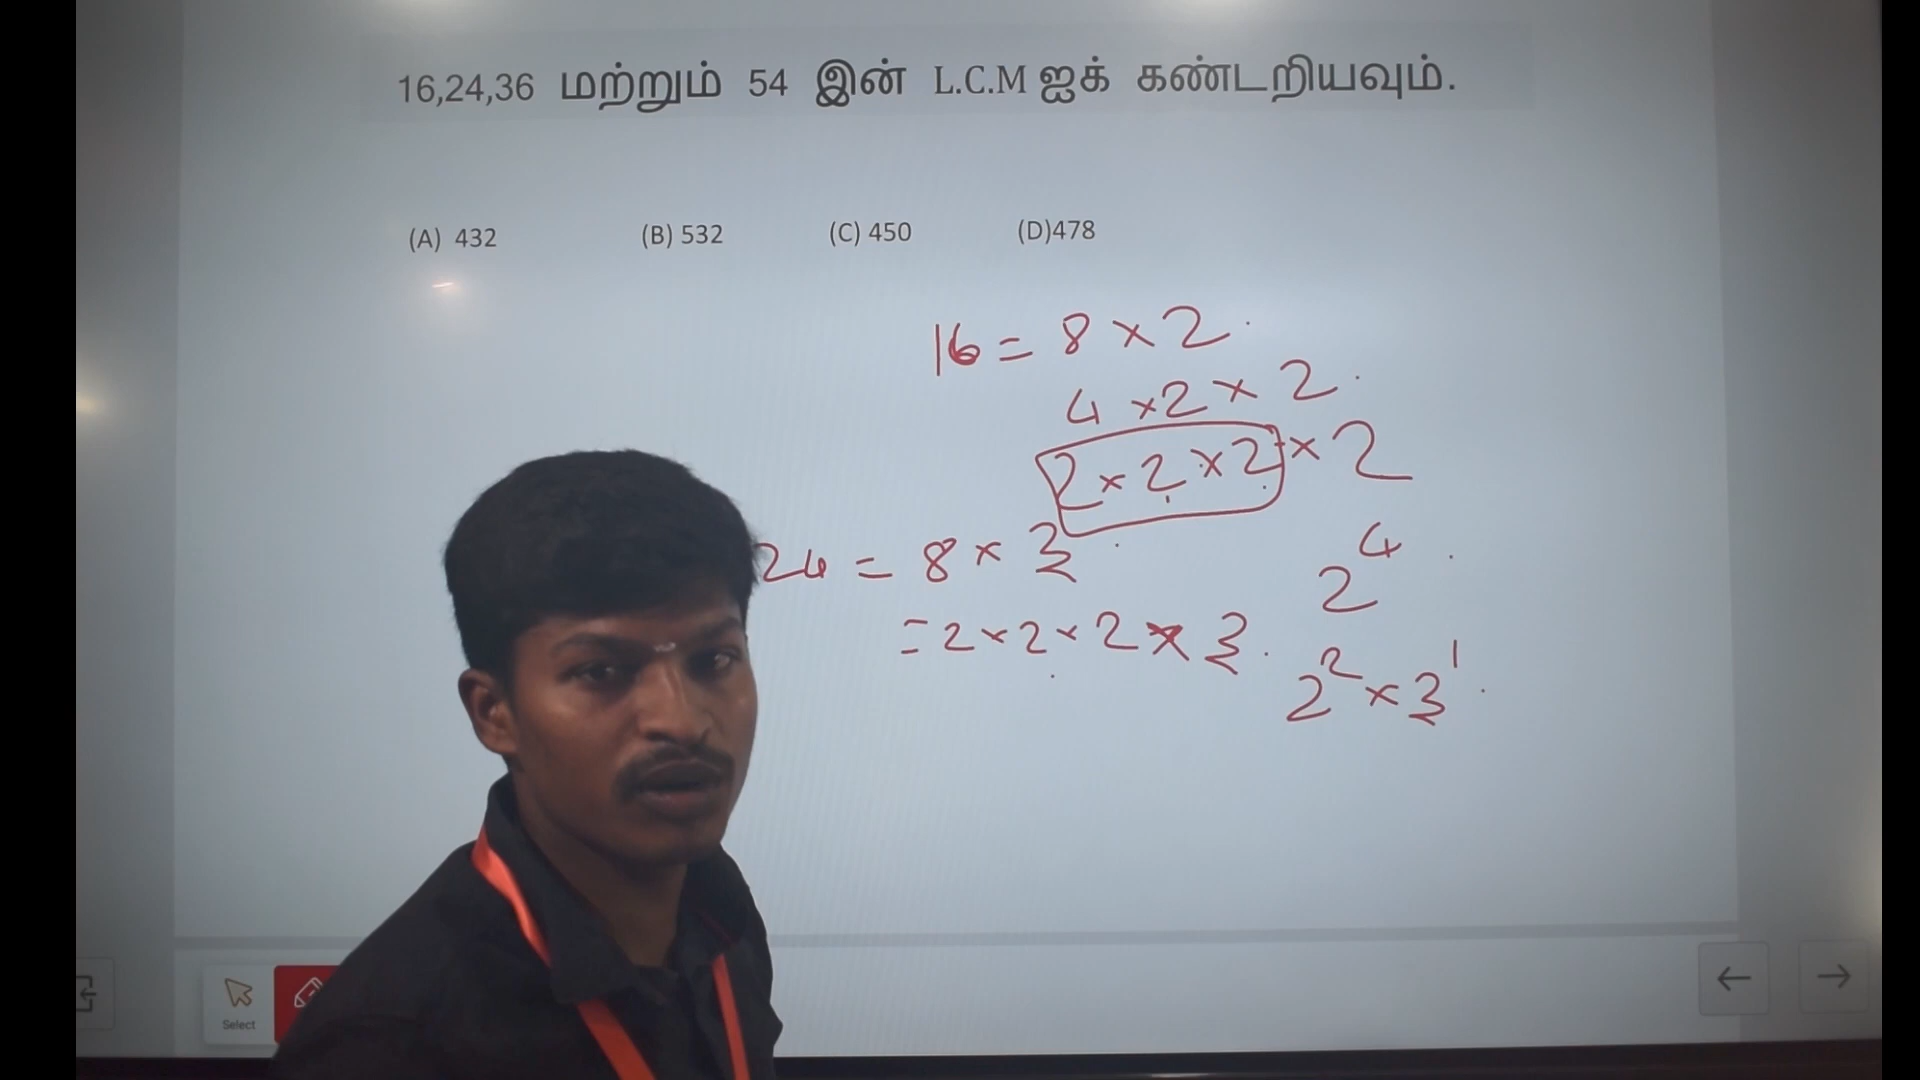 16,24,36 மற்றும் 54 இன் L.C.M ஐக் கண்டறியவும்.
(A) 432 (B) 532 (C) 450 (D)478
16 = 8 × 2
4 × 2 × 2
2 × 2 × 2 × 2
24 = 8 × 3
2⁴
= 2 × 2 × 2 × 3
2² × 3¹
Select